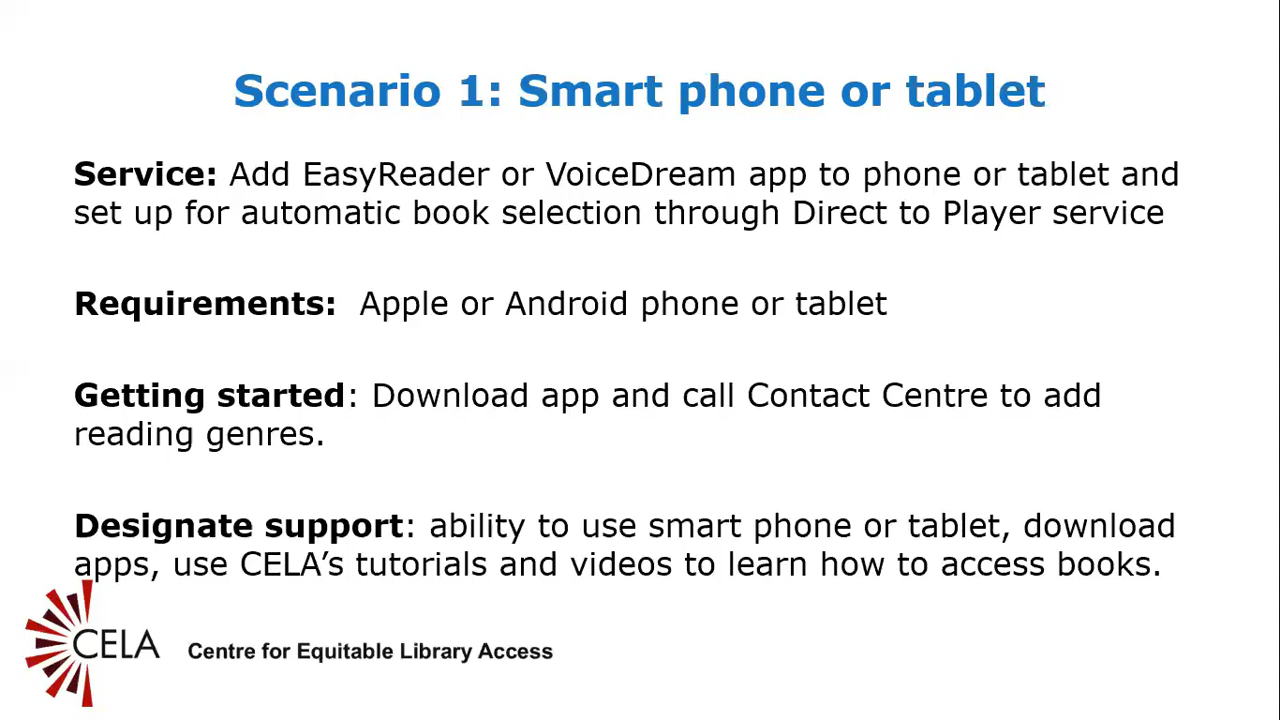 Scenario 1: Smart phone or tablet
Service: Add EasyReader or VoiceDream app to phone or tablet and
set up for automatic book selection through Direct to Player service
Requirements:  Apple or Android phone or tablet
Getting started: Download app and call Contact Centre to add
reading genres.
Designate support: ability to use smart phone or tablet, download
apps, use CELA’s tutorials and videos to learn how to access books.
CELA
Centre for Equitable Library Access